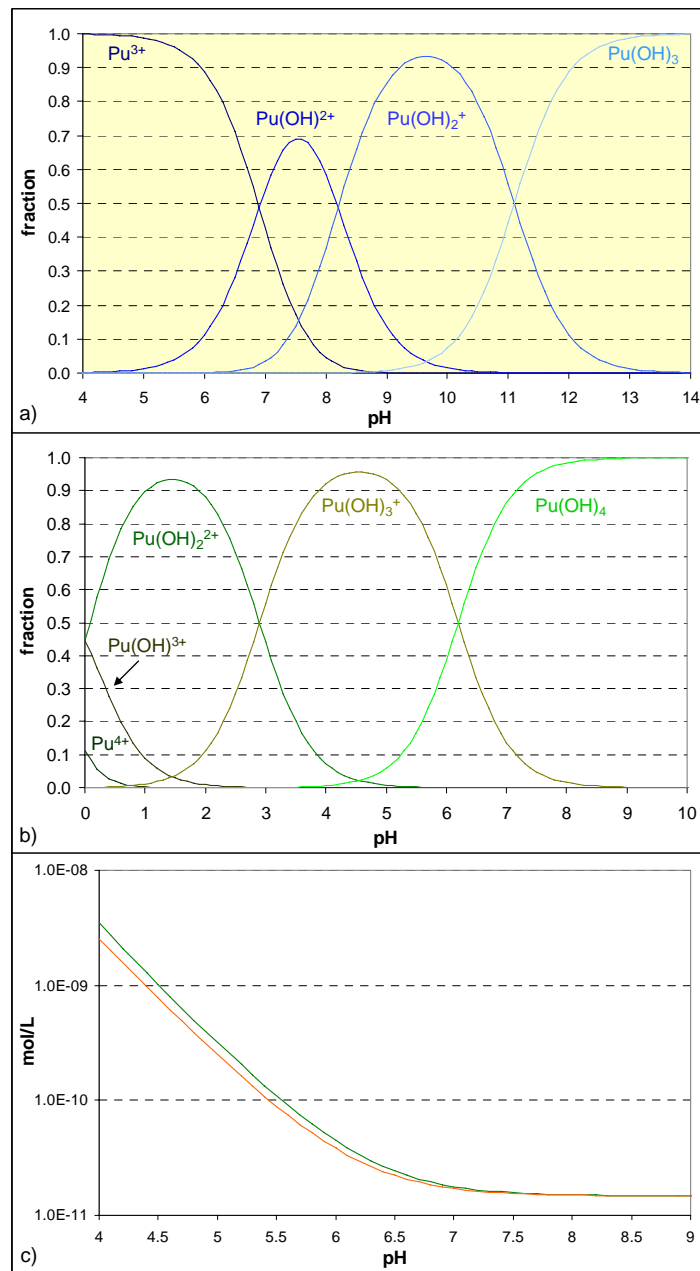 1.0
0.9
0.8
0.7
0.6
0.5
0.4
0.3
0.2
0.1
0.0
fraction
Pu³⁺
Pu(OH)²⁺
Pu(OH)₂⁺
Pu(OH)₃
4 5 6 7 8 9 10 11 12 13 14
pH
a)
1.0
0.9
0.8
0.7
0.6
0.5
0.4
0.3
0.2
0.1
0.0
fraction
Pu(OH)₂²⁺
Pu(OH)₃⁺
Pu(OH)₄
Pu(OH)³⁺
Pu⁴⁺
0 1 2 3 4 5 6 7 8 9 10
pH
b)
1.0E-08
1.0E-09
1.0E-10
1.0E-11
mol/L
4 4.5 5 5.5 6 6.5 7 7.5 8 8.5 9
pH
c)